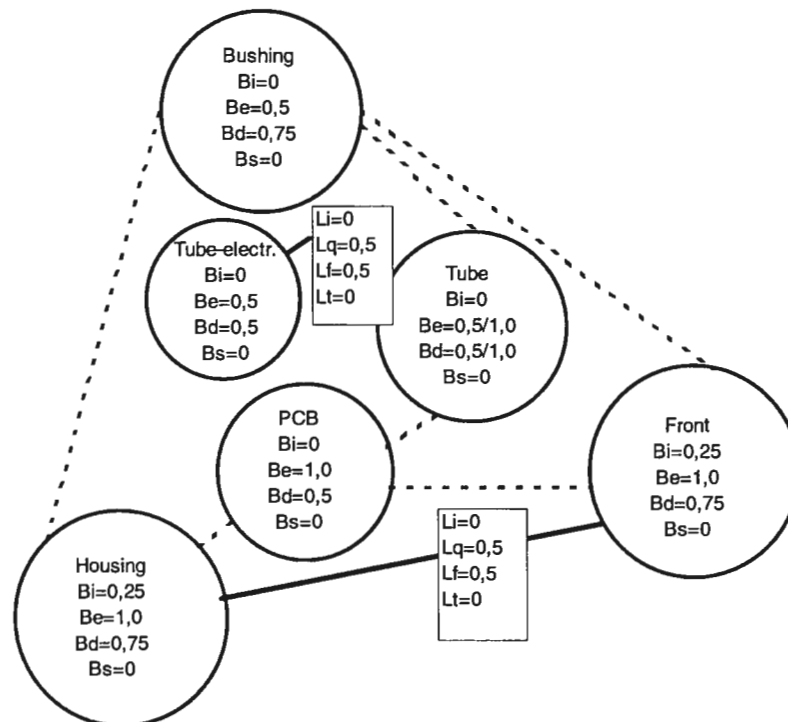 Bushing
Bi=0
Be=0,5
Bd=0,75
Bs=0
Tube-electr.
Bi=0
Be=0,5
Bd=0,5
Bs=0
Li=0
Lq=0,5
Lf=0,5
Lt=0
Tube
Bi=0
Be=0,5/1,0
Bd=0,5/1,0
Bs=0
PCB
Bi=0
Be=1,0
Bd=0,5
Bs=0
Front
Bi=0,25
Be=1,0
Bd=0,75
Bs=0
Li=0
Lq=0,5
Lf=0,5
Lt=0
Housing
Bi=0,25
Be=1,0
Bd=0,75
Bs=0